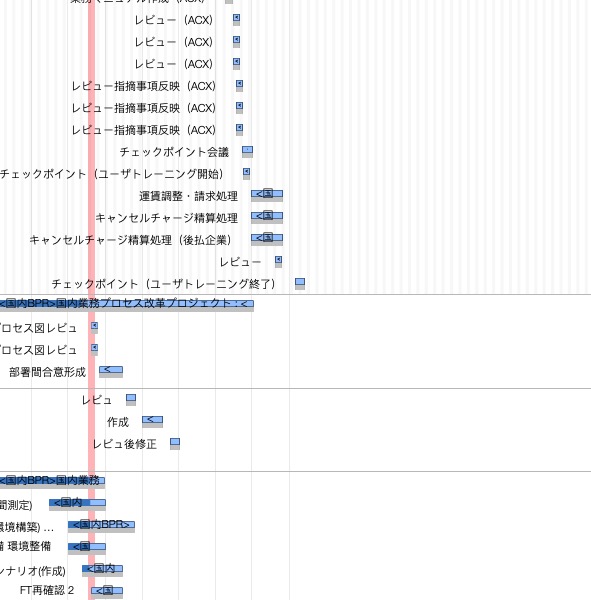 業務マニュアル作成（ACX）
レビュー（ACX）
レビュー（ACX）
レビュー（ACX）
レビュー指摘事項反映（ACX）
レビュー指摘事項反映（ACX）
レビュー指摘事項反映（ACX）
チェックポイント会議
チェックポイント（ユーザトレーニング開始）
運賃調整・請求処理 <国
キャンセルチャージ精算処理 <国
キャンセルチャージ精算処理（後払企業） <国
レビュー
チェックポイント（ユーザトレーニング終了）
<国内BPR>国内業務プロセス改革プロジェクト : <
プロセス図レビュ
プロセス図レビュ
部署間合意形成 <
レビュ
作成 <
レビュ後修正
<国内BPR>国内業務
間測定) <国内
環境構築) ... <国内BPR>
備 環境整備 <国
シナリオ(作成) <国内
FT再確認２ <国